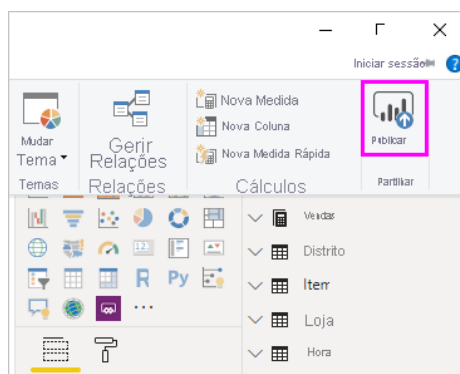 Iniciar sessão
?
Nova Medida
Nova Coluna
Nova Medida Rápida
Mudar
Tema
Gerir
Relações
Publicar
Temas
Relações
Cálculos
Partilhar
123
R
Py
...
Vendas
Distrito
Item
Loja
Hora